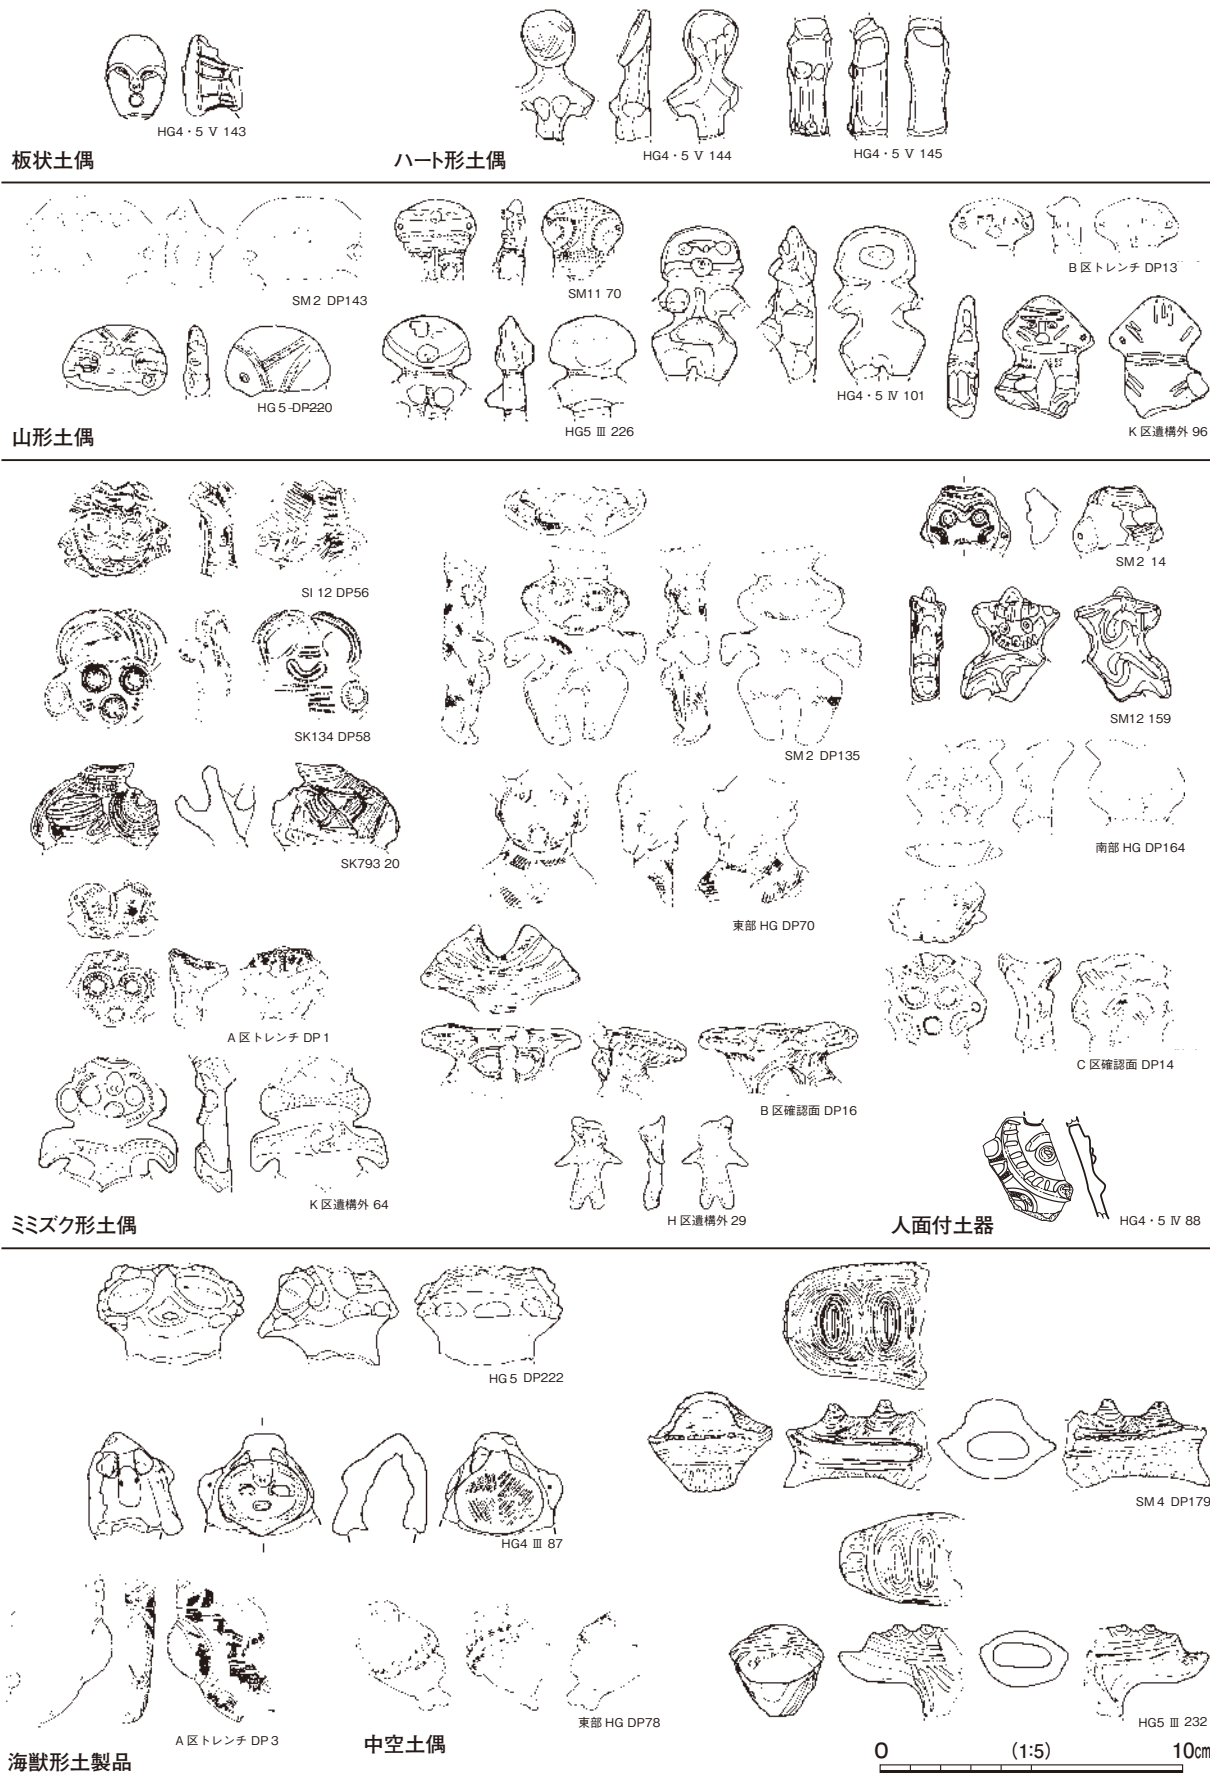 HG4・5 Ⅴ 143
HG4・5 Ⅴ 144
HG4・5 Ⅴ 145
板状土偶
ハート形土偶
SM2 DP143
SM11 70
B区トレンチ DP13
HG5 DP220
HG5 Ⅲ 226
HG4・5 Ⅳ 101
K区遺構外 96
山形土偶
SI 12 DP56
SM2 14
SK134 DP58
SM2 DP135
SM12 159
SK793 20
南部 HG DP164
東部 HG DP70
A区トレンチ DP1
C区確認面 DP14
B区確認面 DP16
K区遺構外 64
H区遺構外 29
HG4・5 Ⅳ 88
ミミズク形土偶
人面付土器
HG5 DP222
SM4 DP179
HG4 Ⅲ 87
A区トレンチ DP3
東部 HG DP78
HG5 Ⅲ 232
海獣形土製品
中空土偶
0 (1:5) 10cm